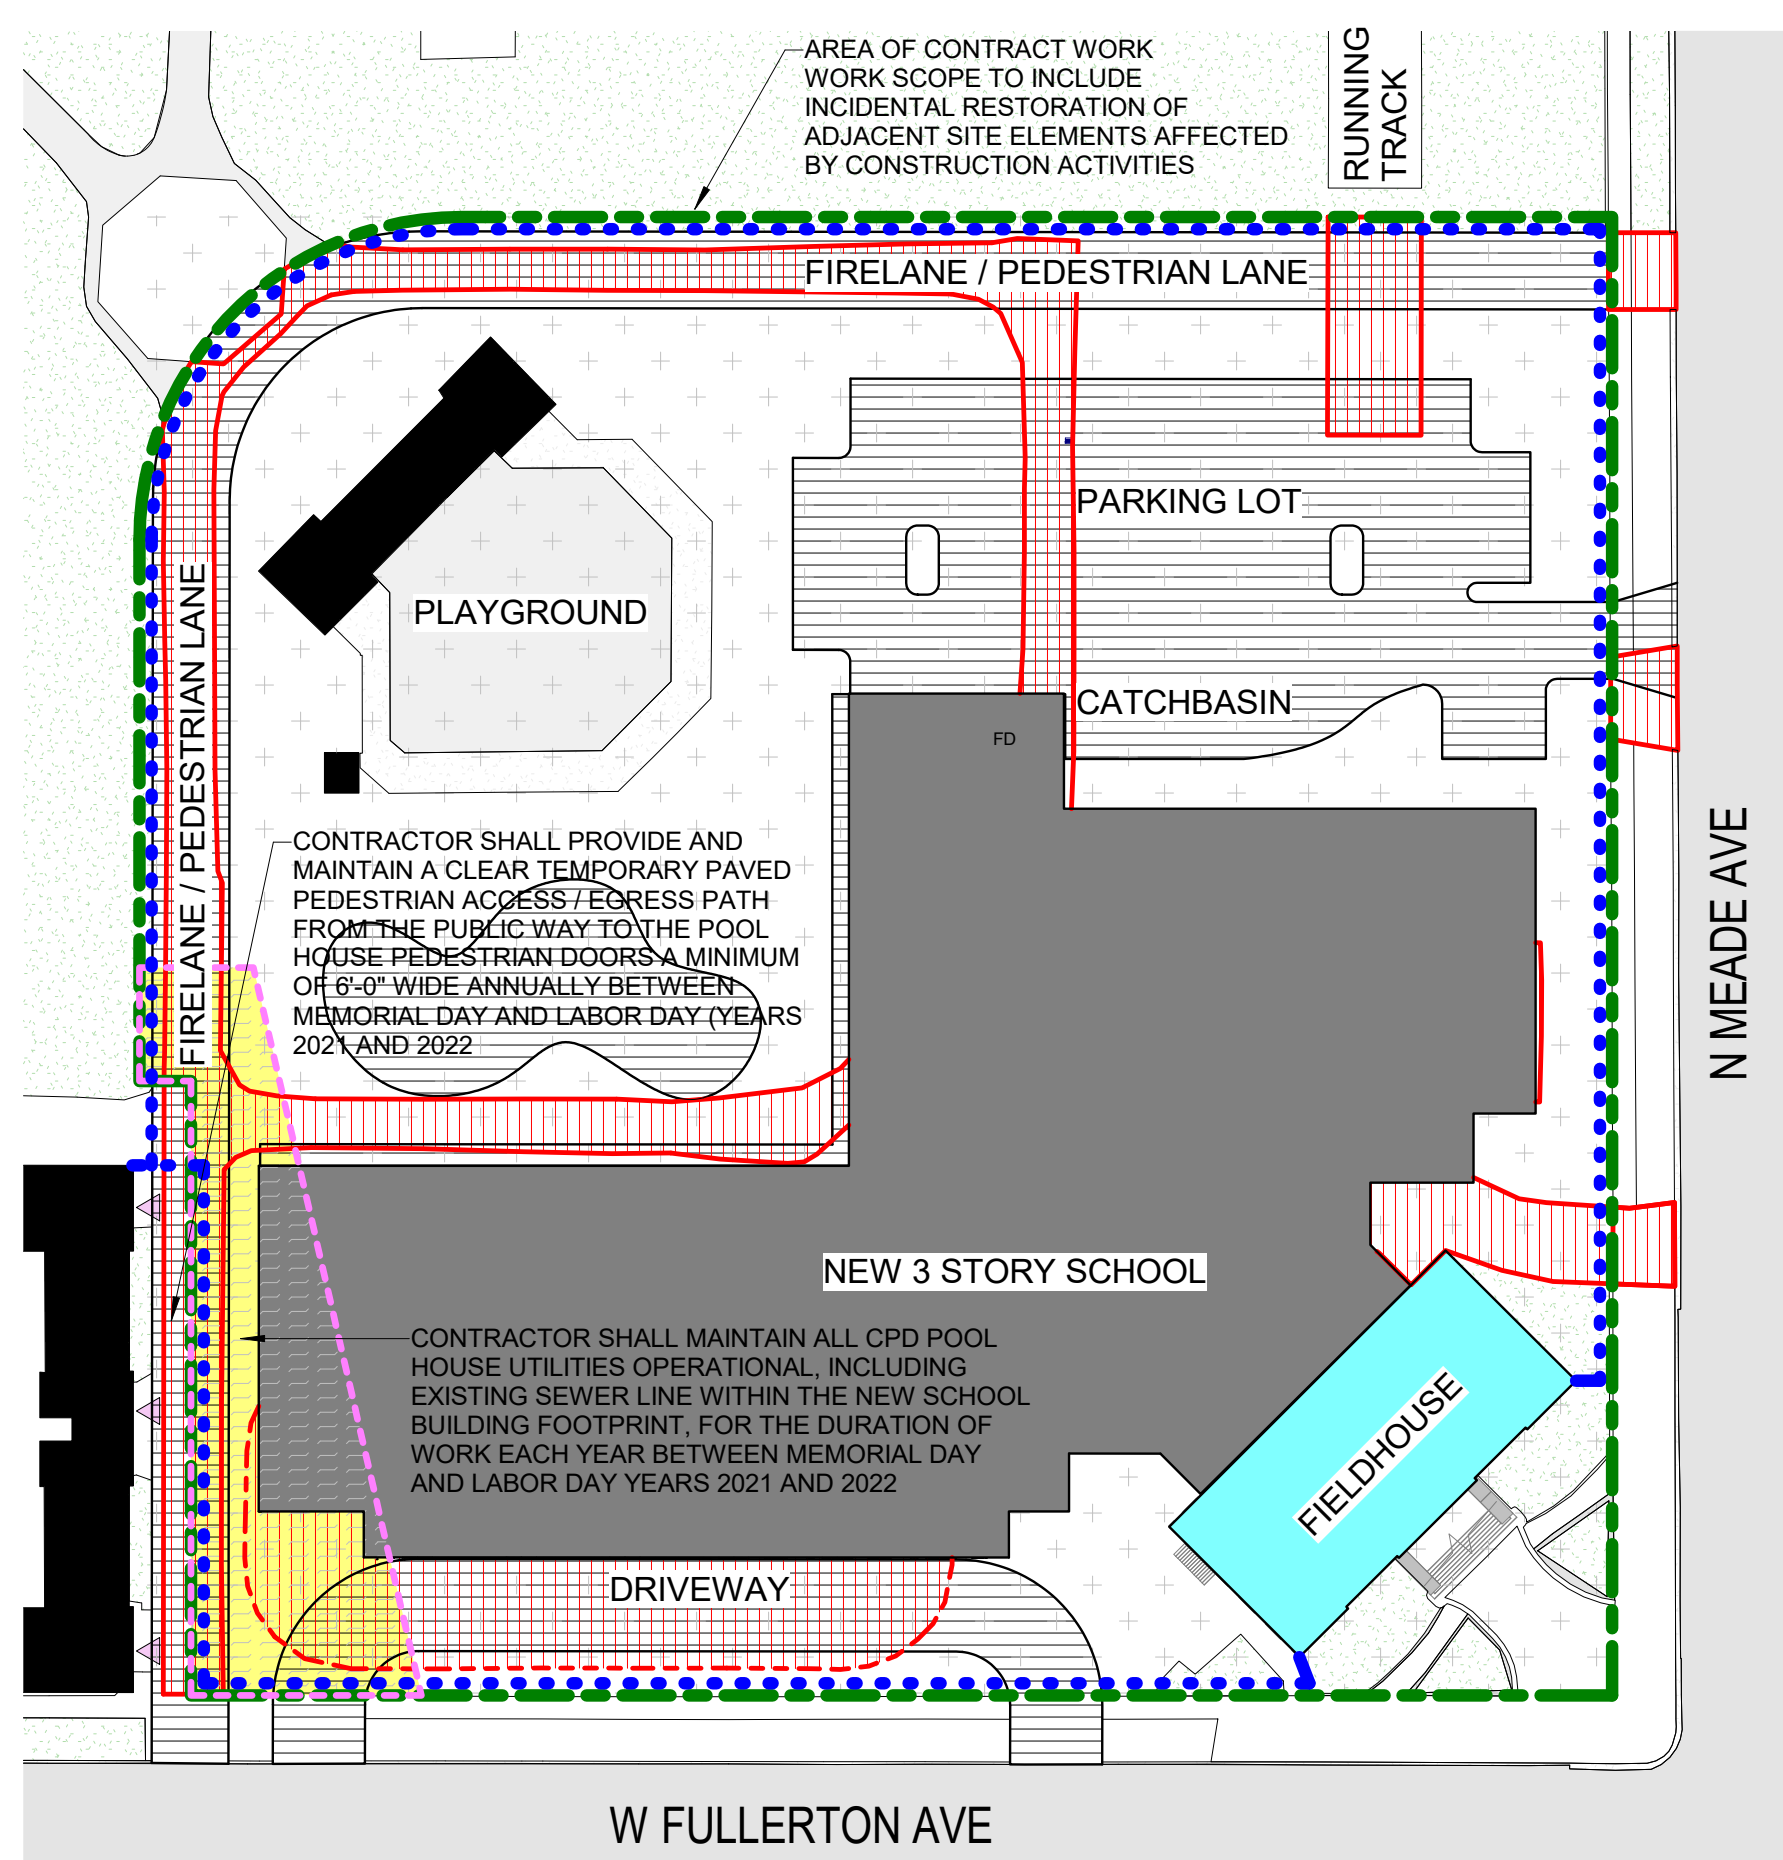 AREA OF CONTRACT WORK
WORK SCOPE TO INCLUDE
INCIDENTAL RESTORATION OF
ADJACENT SITE ELEMENTS AFFECTED
BY CONSTRUCTION ACTIVITIES
RUNNING
TRACK
FIRELANE / PEDESTRIAN LANE
PARKING LOT
PLAYGROUND
FIRELANE / PEDESTRIAN LANE
CATCHBASIN
FD
CONTRACTOR SHALL PROVIDE AND
MAINTAIN A CLEAR TEMPORARY PAVED
PEDESTRIAN ACCESS / EGRESS PATH
FROM THE PUBLIC WAY TO THE POOL
HOUSE PEDESTRIAN DOORS A MINIMUM
OF 6'-0" WIDE ANNUALLY BETWEEN
MEMORIAL DAY AND LABOR DAY (YEARS
2021 AND 2022
N MEADE AVE
NEW 3 STORY SCHOOL
CONTRACTOR SHALL MAINTAIN ALL CPD POOL
HOUSE UTILITIES OPERATIONAL, INCLUDING
EXISTING SEWER LINE WITHIN THE NEW SCHOOL
BUILDING FOOTPRINT, FOR THE DURATION OF
WORK EACH YEAR BETWEEN MEMORIAL DAY
AND LABOR DAY YEARS 2021 AND 2022
FIELDHOUSE
DRIVEWAY
W FULLERTON AVE